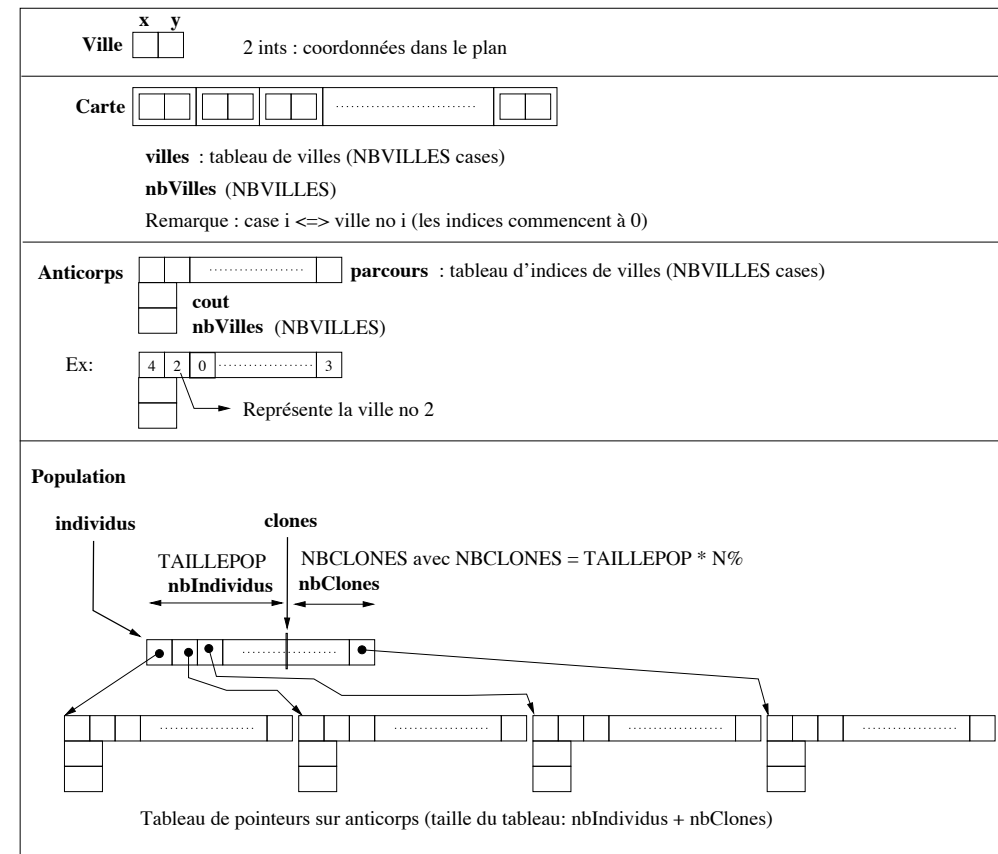 x y
Ville 2 ints : coordonnées dans le plan
Carte
villes : tableau de villes (NBVILLES cases)
nbVilles (NBVILLES)
Remarque : case i <=> ville no i (les indices commencent à 0)
Anticorps parcours : tableau d'indices de villes (NBVILLES cases)
cout
nbVilles (NBVILLES)
Ex: 4 2 0 3
Représente la ville no 2
Population
individus clones
TAILLEPOP NBCLONES avec NBCLONES = TAILLEPOP * N%
nbIndividus nbClones
Tableau de pointeurs sur anticorps (taille du tableau: nbIndividus + nbClones)